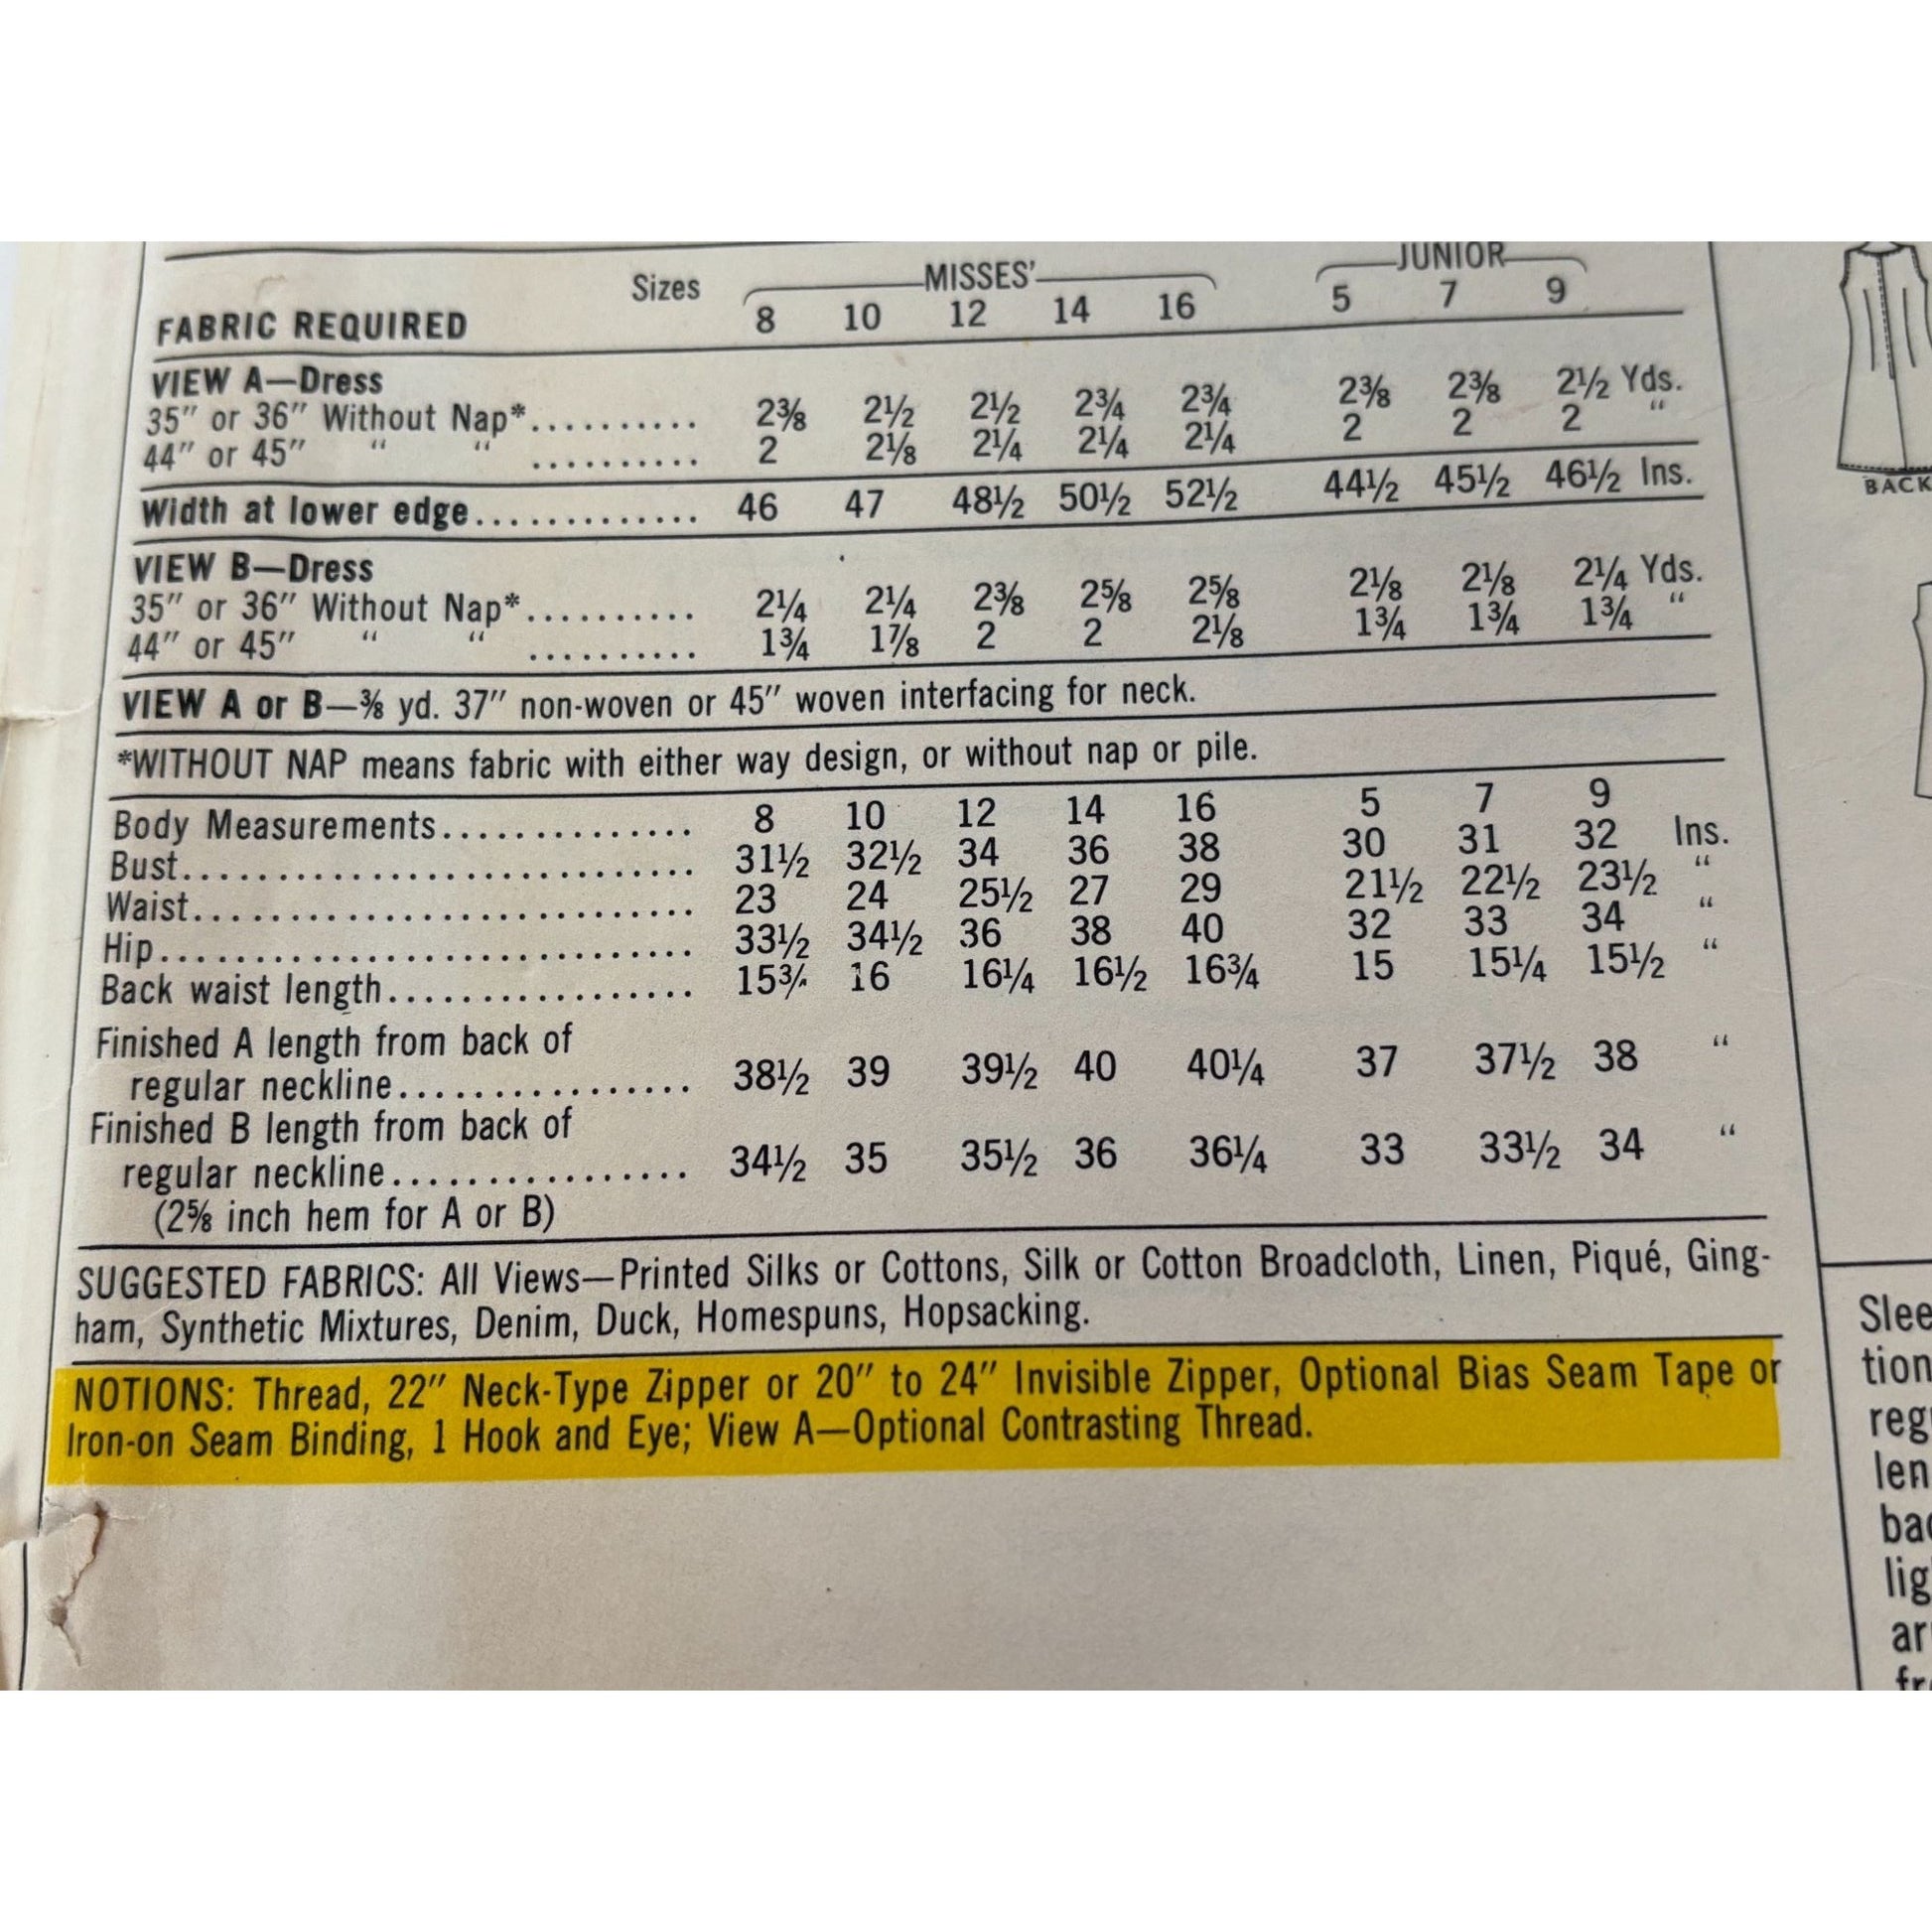 Sizes MISSES' JUNIOR
FABRIC REQUIRED 8 10 12 14 16 5 7 9
VIEW A—Dress
35" or 36" Without Nap*.......... 2⅜ 2½ 2½ 2¾ 2¾ 2⅜ 2⅜ 2½ Yds.
44" or 45" " " .......... 2 2⅛ 2¼ 2¼ 2¼ 2 2 2 "
Width at lower edge............. 46 47 48½ 50½ 52½ 44½ 45½ 46½ Ins.
VIEW B—Dress
35" or 36" Without Nap*.......... 2¼ 2¼ 2⅜ 2⅝ 2⅝ 2⅛ 2⅛ 2¼ Yds.
44" or 45" " " .......... 1¾ 1⅞ 2 2 2⅛ 1¾ 1¾ 1¾ "
VIEW A or B—⅜ yd. 37" non-woven or 45" woven interfacing for neck.
*WITHOUT NAP means fabric with either way design, or without nap or pile.
Body Measurements.............. 8 10 12 14 16 5 7 9
Bust............................ 31½ 32½ 34 36 38 30 31 32 Ins.
Waist........................... 23 24 25½ 27 29 21½ 22½ 23½ "
Hip............................. 33½ 34½ 36 38 40 32 33 34 "
Back waist length................. 15¾ 16 16¼ 16½ 16¾ 15 15¼ 15½ "
Finished A length from back of
regular neckline................ 38½ 39 39½ 40 40¼ 37 37½ 38 "
Finished B length from back of
regular neckline................ 34½ 35 35½ 36 36¼ 33 33½ 34 "
(2⅝ inch hem for A or B)
SUGGESTED FABRICS: All Views—Printed Silks or Cottons, Silk or Cotton Broadcloth, Linen, Piqué, Ging-
ham, Synthetic Mixtures, Denim, Duck, Homespuns, Hopsacking.
NOTIONS: Thread, 22" Neck-Type Zipper or 20" to 24" Invisible Zipper, Optional Bias Seam Tape or
Iron-on Seam Binding, 1 Hook and Eye; View A—Optional Contrasting Thread.
BACK